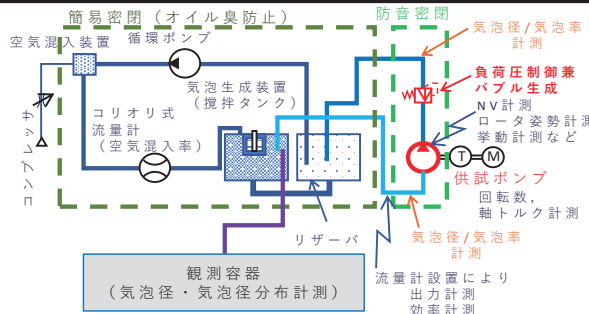 簡易密閉（オイル臭防止）
防音密閉
空気混入装置
循環ポンプ
気泡径/気泡率
計測
気泡生成装置
（撹拌タンク）
負荷圧制御兼
バブル生成
コンプレッサ
コリオリ式
流量計
（空気混入率）
NV計測
ロータ姿勢計測
挙動計測など
T
M
供試ポンプ
回転数，
軸トルク計測
リザーバ
気泡径/気泡率
計測
観測容器
（気泡径・気泡径分布計測）
流量計設置により
出力計測
効率計測